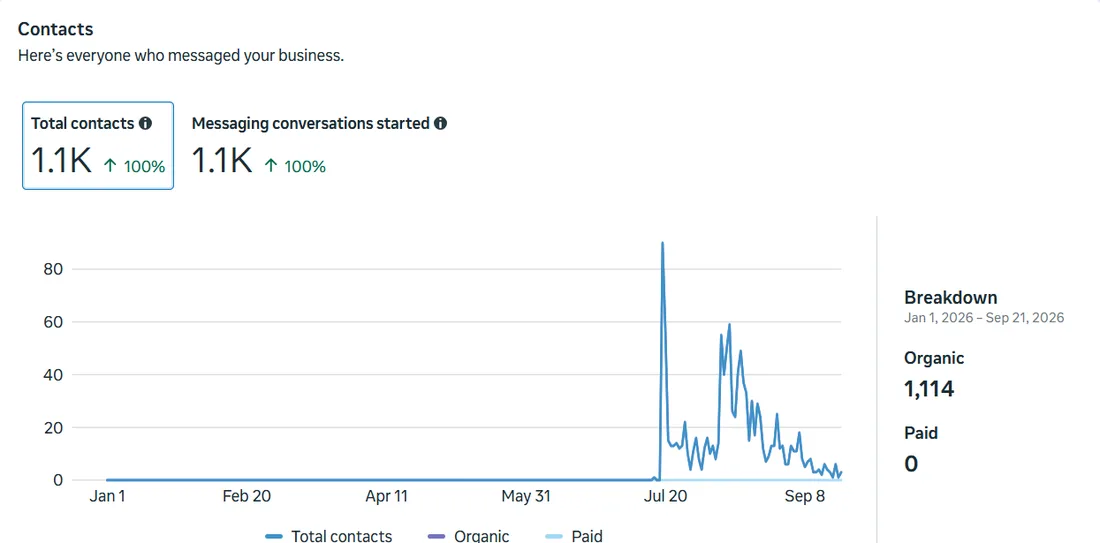 Contacts
Here's everyone who messaged your business.
Total contacts
1.1K ↑ 100%
Messaging conversations started
1.1K ↑ 100%
80
60
40
20
0
Jan 1 Feb 20 Apr 11 May 31 Jul 20 Sep 8
Total contacts Organic Paid
Breakdown
Jan 1, 2026 – Sep 21, 2026
Organic
1,114
Paid
0